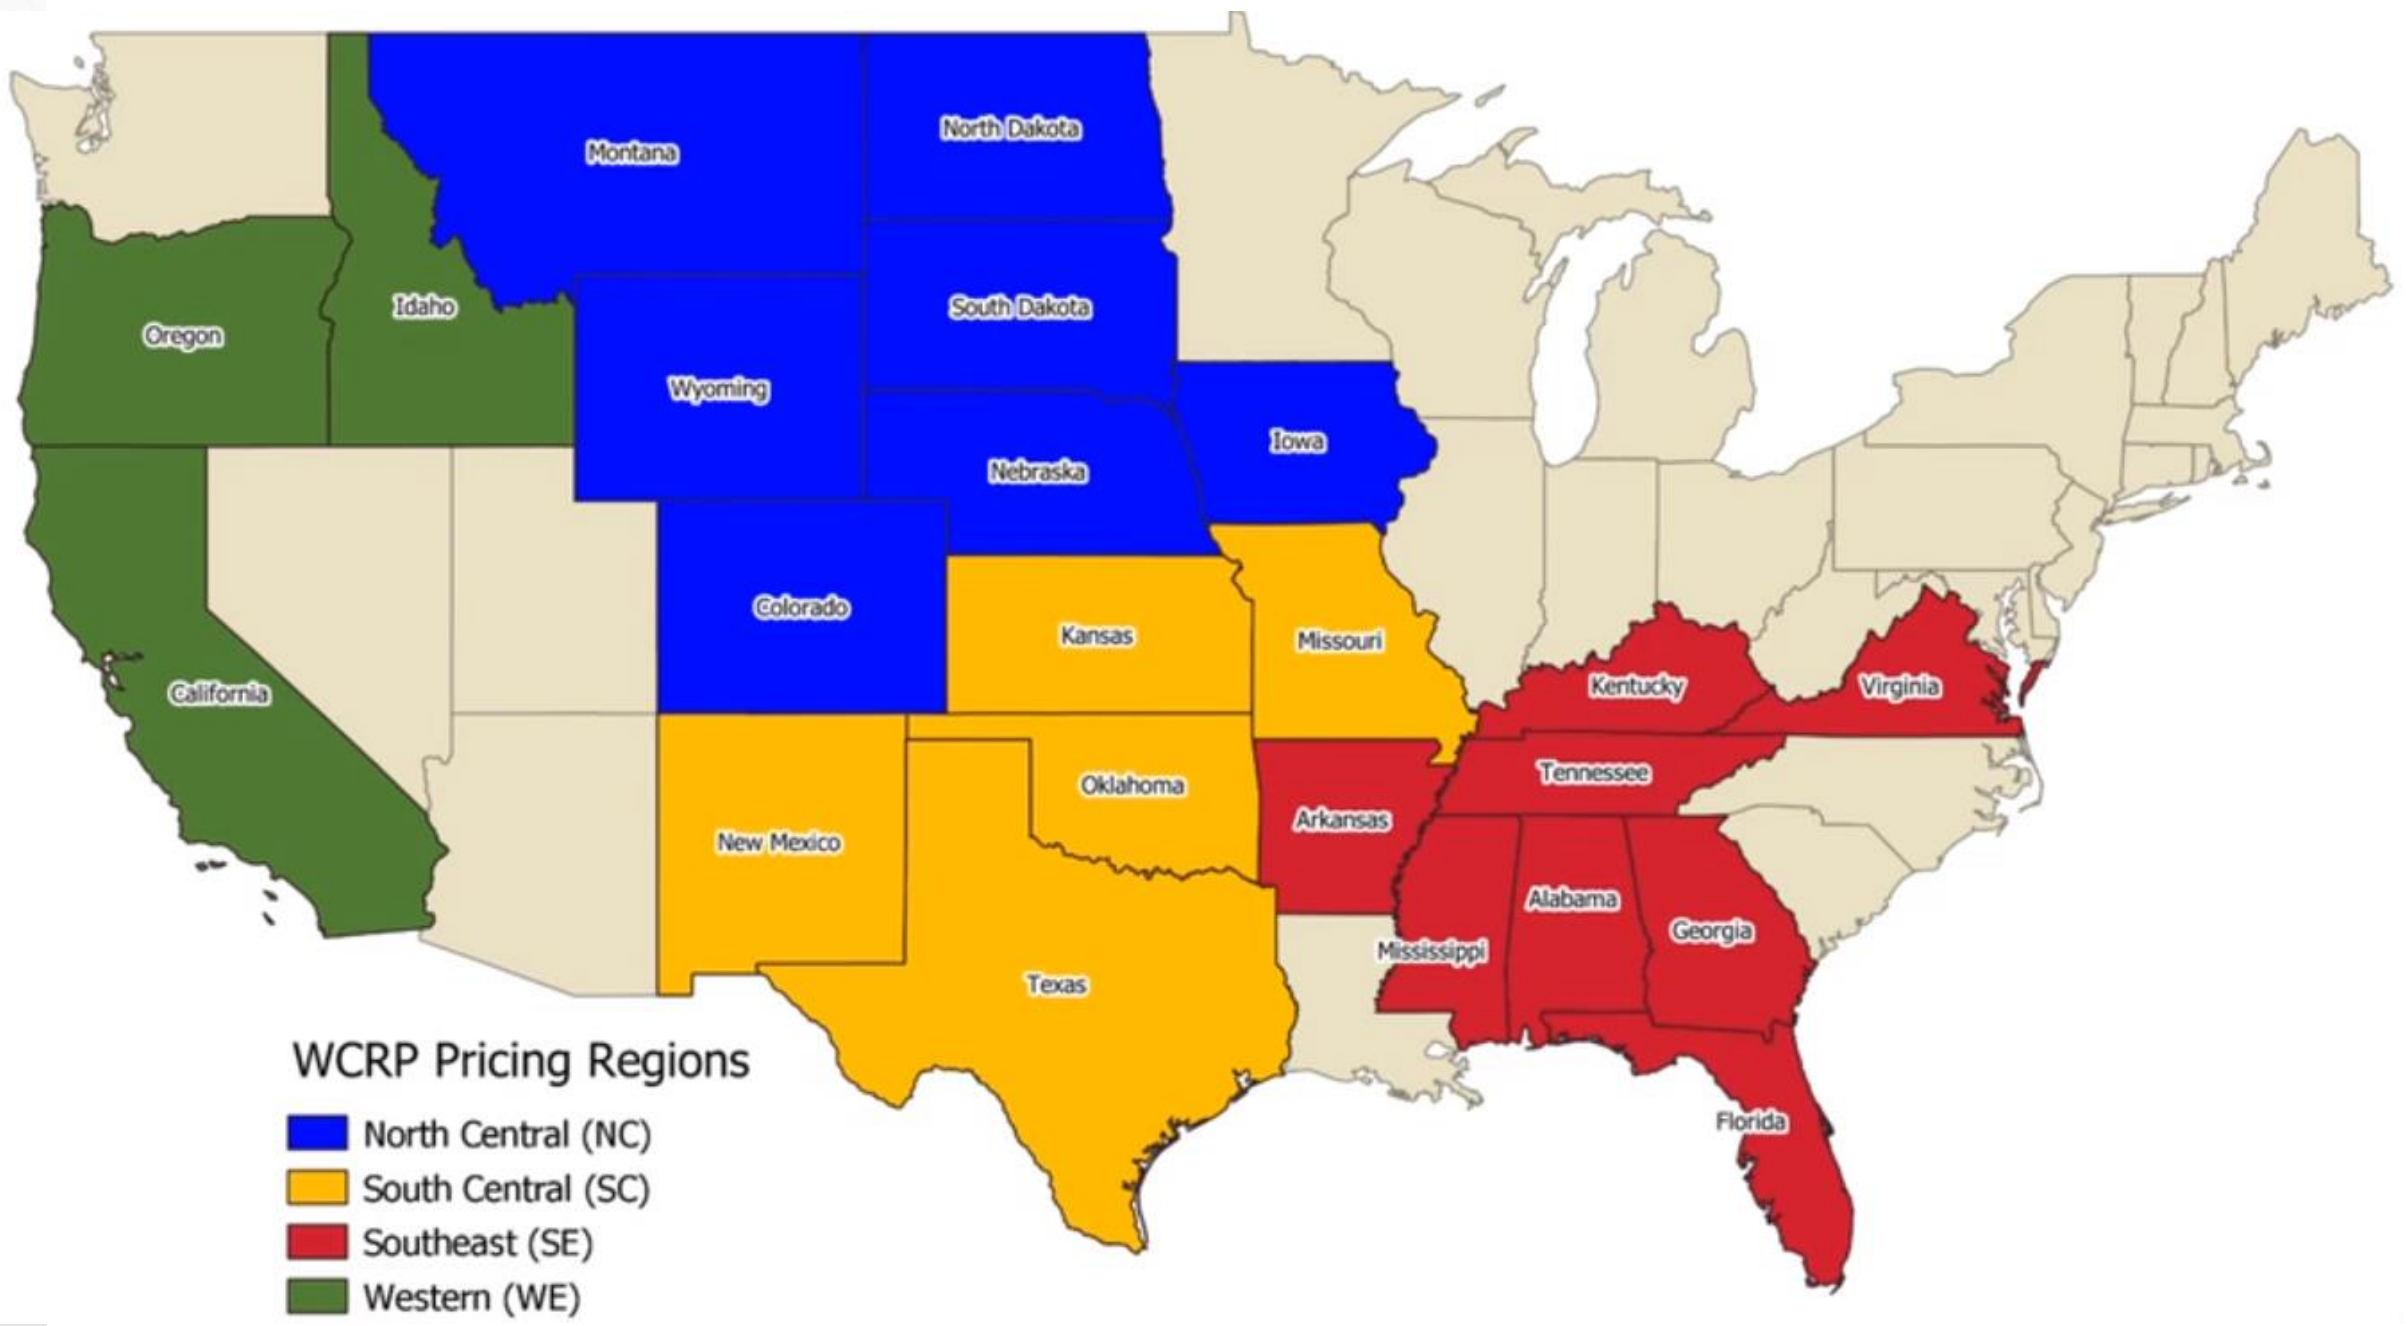 North Dakota
Montana
South Dakota
Idaho
Oregon
Wyoming
Iowa
Nebraska
Colorado
Kansas
Missouri
Kentucky
Virginia
California
Tennessee
Oklahoma
Arkansas
New Mexico
Alabama
Georgia
Mississippi
Texas
Florida
WCRP Pricing Regions
North Central (NC)
South Central (SC)
Southeast (SE)
Western (WE)